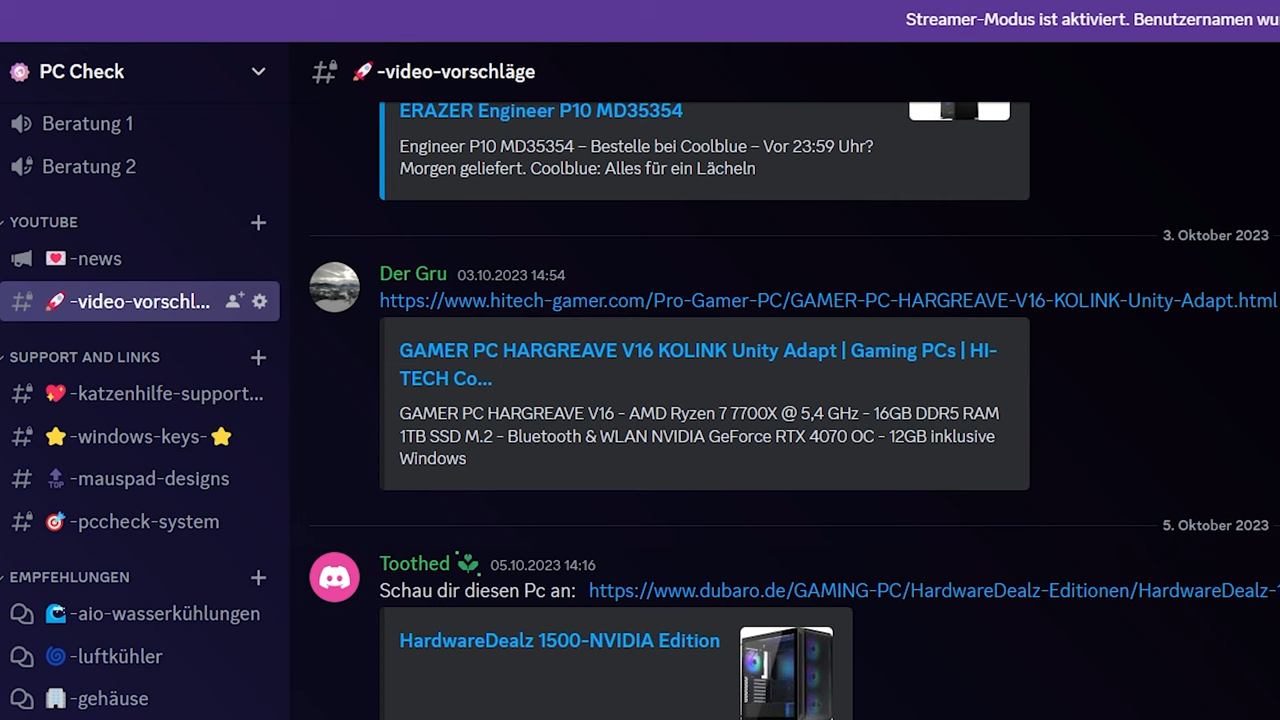 Streamer-Modus ist aktiviert. Benutzernamen wu
PC Check
Beratung 1
Beratung 2
YOUTUBE
-news
-video-vorschl...
SUPPORT AND LINKS
-katzenhilfe-support...
-windows-keys-
TOP -mauspad-designs
-pccheck-system
EMPFEHLUNGEN
-aio-wasserkühlungen
-luftkühler
-gehäuse
-video-vorschläge
ERAZER Engineer P10 MD35354
Engineer P10 MD35354 – Bestelle bei Coolblue – Vor 23:59 Uhr?
Morgen geliefert. Coolblue: Alles für ein Lächeln
3. Oktober 2023
Der Gru 03.10.2023 14:54
https://www.hitech-gamer.com/Pro-Gamer-PC/GAMER-PC-HARGREAVE-V16-KOLINK-Unity-Adapt.html
GAMER PC HARGREAVE V16 KOLINK Unity Adapt | Gaming PCs | HI-
TECH Co...
GAMER PC HARGREAVE V16 - AMD Ryzen 7 7700X @ 5,4 GHz - 16GB DDR5 RAM
1TB SSD M.2 - Bluetooth & WLAN NVIDIA GeForce RTX 4070 OC - 12GB inklusive
Windows
5. Oktober 2023
Toothed 05.10.2023 14:16
Schau dir diesen Pc an: https://www.dubaro.de/GAMING-PC/HardwareDealz-Editionen/HardwareDealz-1
HardwareDealz 1500-NVIDIA Edition